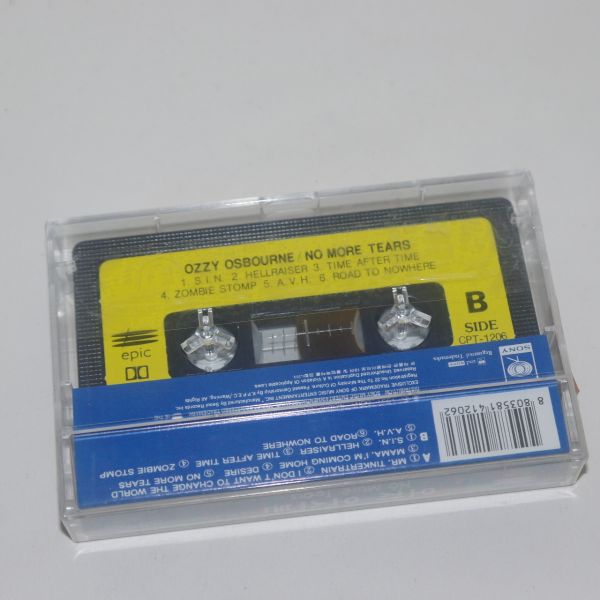 OZZY OSBOURNE / NO MORE TEARS
1. S.I.N. 2. HELLRAISER 3. TIME AFTER TIME
4. ZOMBIE STOMP 5. A.V.H. 6. ROAD TO NOWHERE
B
SIDE
CPT-1206
epic
SONY
Registered Trademarks
8 803581 412062
A ① MR. TINKERTRAIN ② I DON'T WANT TO CHANGE THE WORLD
③ MAMA, I'M COMING HOME ④ DESIRE ⑤ NO MORE TEARS
B ① S.I.N. ② HELLRAISER ③ TIME AFTER TIME ④ ZOMBIE STOMP
⑤ A.V.H. ⑥ ROAD TO NOWHERE